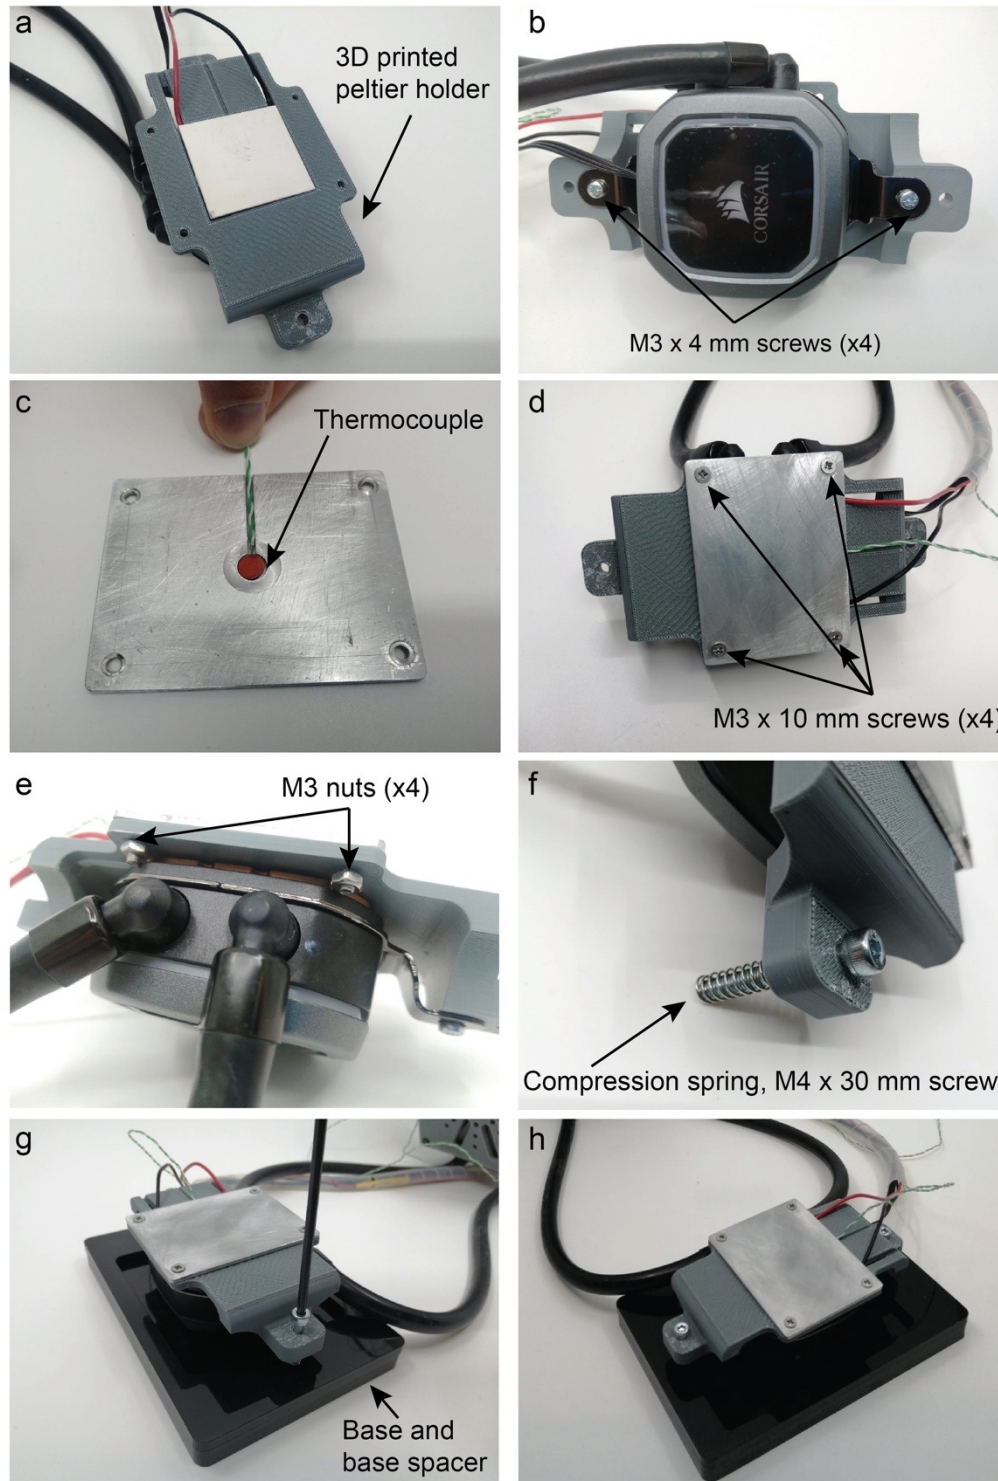 a
3D printed
peltier holder
b
CORSAIR
M3 x 4 mm screws (x4)
c
Thermocouple
d
M3 x 10 mm screws (x4)
e
M3 nuts (x4)
f
Compression spring, M4 x 30 mm screw
g
Base and
base spacer
h